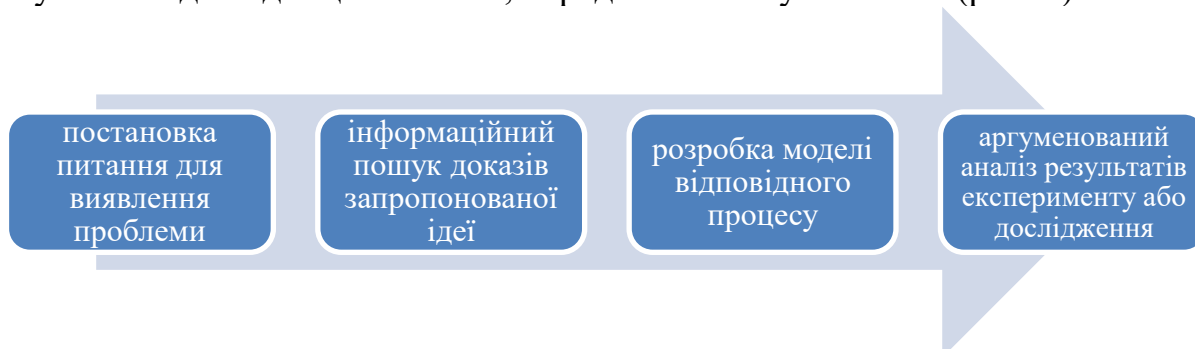 постановка
питання для
виявлення
проблеми
інформаційний
пошук доказів
запропонованої
ідеї
розробка моделі
відповідного
процесу
аргуменований
аналіз результатів
експерименту або
дослідження